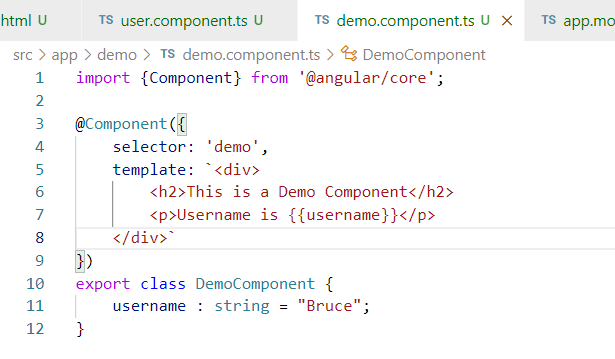 html U TS user.component.ts U TS demo.component.ts U × TS app.mo
src > app > demo > TS demo.component.ts > DemoComponent
1 import {Component} from '@angular/core';
2
3 @Component({
4 selector: 'demo',
5 template: `<div>
6 <h2>This is a Demo Component</h2>
7 <p>Username is {{username}}</p>
8 </div>`
9 })
10 export class DemoComponent {
11 username : string = "Bruce";
12 }